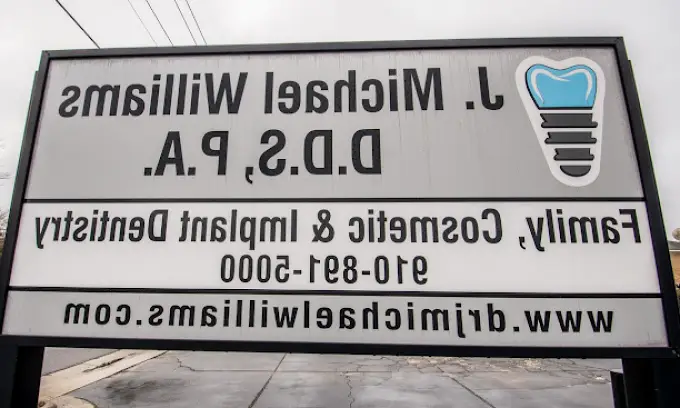 J. Michael Williams
D.D.S, P.A.
Family, Cosmetic & Implant Dentistry
910-891-5000
www.drjmichaelwilliams.com